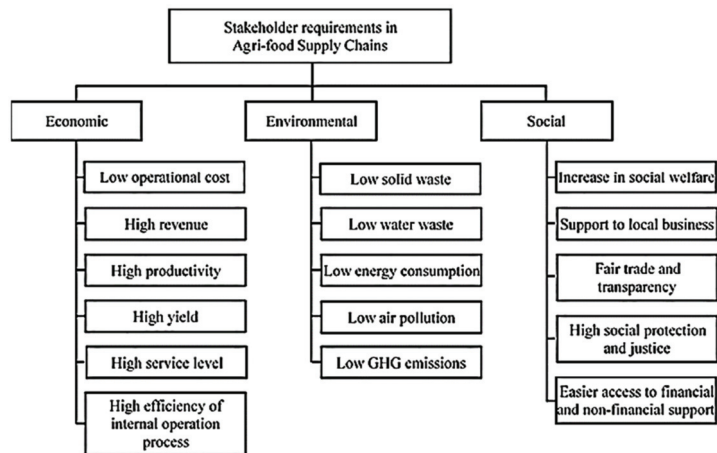 Stakeholder requirements in
Agri-food Supply Chains
Economic
Environmental
Social
Low operational cost
High revenue
High productivity
High yield
High service level
High efficiency of
internal operation
process
Low solid waste
Low water waste
Low energy consumption
Low air pollution
Low GHG emissions
Increase in social welfare
Support to local business
Fair trade and
transparency
High social protection
and justice
Easier access to financial
and non-financial support